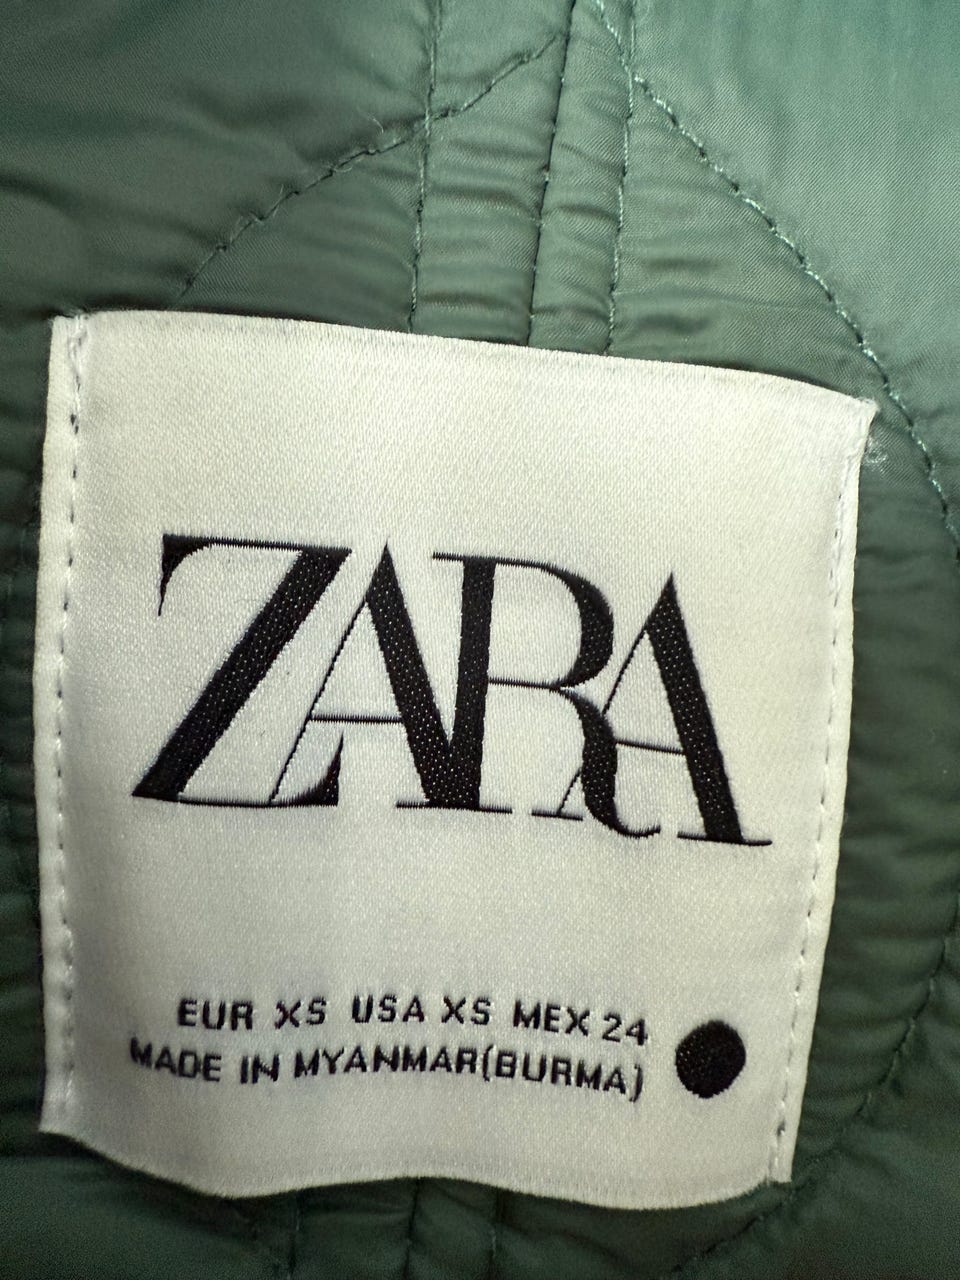 ZARA
EUR XS USA XS MEX 24
MADE IN MYANMAR(BURMA)